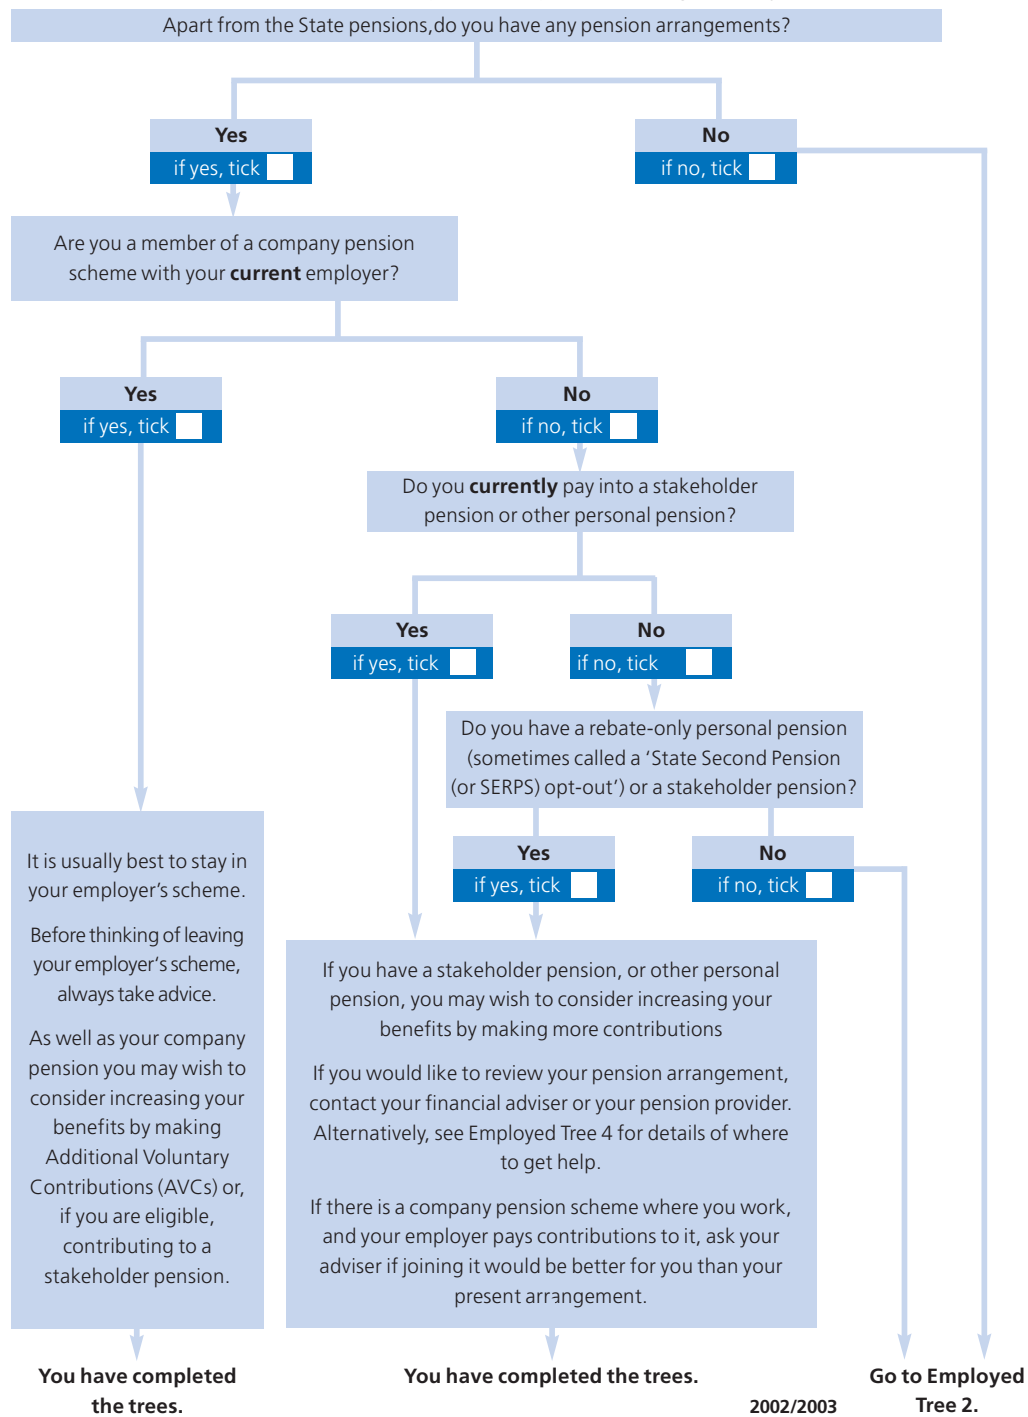 Apart from the State pensions,do you have any pension arrangements?
Yes
if yes, tick
No
if no, tick
Are you a member of a company pension
scheme with your current employer?
Yes
if yes, tick
No
if no, tick
Do you currently pay into a stakeholder
pension or other personal pension?
Yes
if yes, tick
No
if no, tick
Do you have a rebate-only personal pension
(sometimes called a ‘State Second Pension
(or SERPS) opt-out’) or a stakeholder pension?
Yes
if yes, tick
No
if no, tick
It is usually best to stay in
your employer’s scheme.
Before thinking of leaving
your employer’s scheme,
always take advice.
As well as your company
pension you may wish to
consider increasing your
benefits by making
Additional Voluntary
Contributions (AVCs) or,
if you are eligible,
contributing to a
stakeholder pension.
If you have a stakeholder pension, or other personal
pension, you may wish to consider increasing your
benefits by making more contributions
If you would like to review your pension arrangement,
contact your financial adviser or your pension provider.
Alternatively, see Employed Tree 4 for details of where
to get help.
If there is a company pension scheme where you work,
and your employer pays contributions to it, ask your
adviser if joining it would be better for you than your
present arrangement.
You have completed
the trees.
You have completed the trees.
Go to Employed
Tree 2.
2002/2003